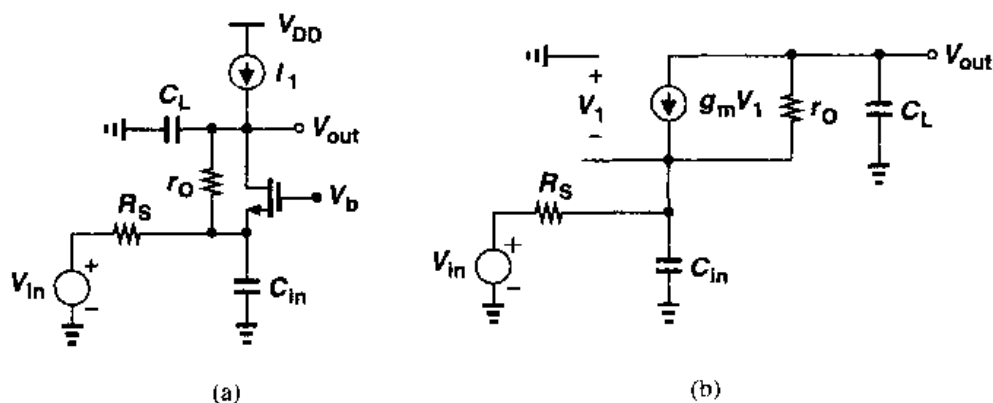 V_DD
I_1
C_L
V_out
r_O
V_b
R_S
V_in
+
−
C_in
(a)
V_out
+
V_1
−
g_mV_1
r_O
C_L
R_S
V_in
+
−
C_in
(b)